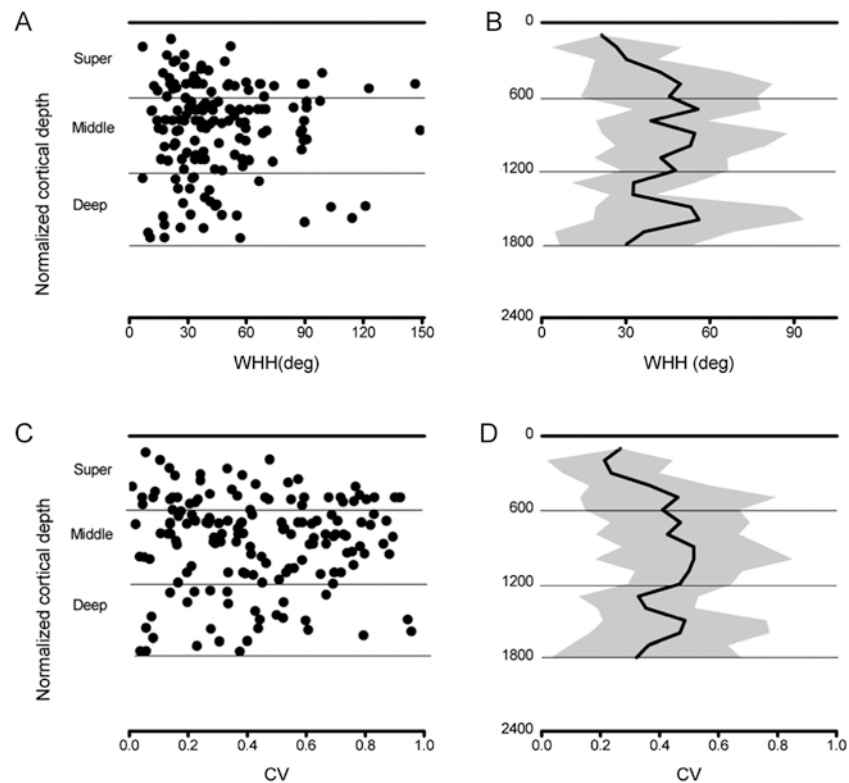 A
Normalized cortical depth
Super
Middle
Deep
0 30 60 90 120 150
WHH(deg)
B
0
600
1200
1800
2400
0 30 60 90
WHH (deg)
C
Normalized cortical depth
Super
Middle
Deep
0.0 0.2 0.4 0.6 0.8 1.0
CV
D
0
600
1200
1800
2400
0.0 0.2 0.4 0.6 0.8 1.0
CV